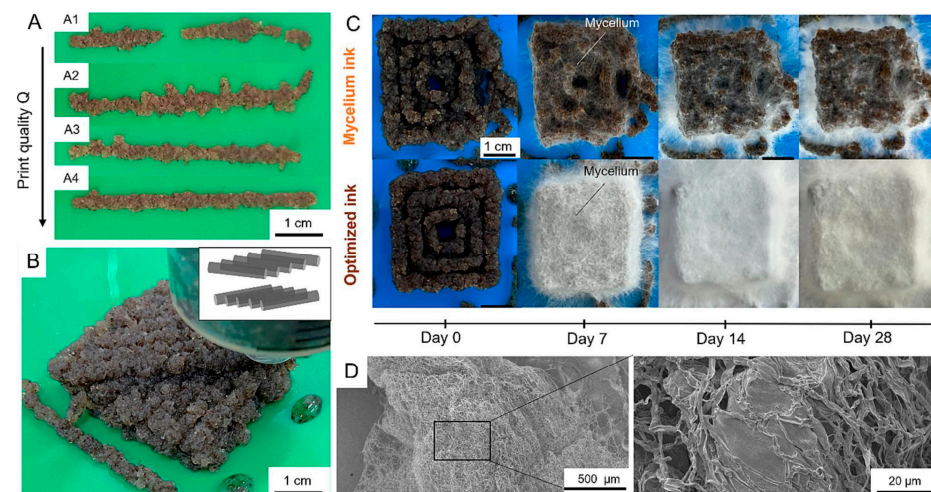 A
A1
A2
A3
A4
Print quality Q
1 cm
B
1 cm
C
Mycelium ink
Mycelium
1 cm
Optimized ink
Mycelium
Day 0
Day 7
Day 14
Day 28
D
500 µm
20 µm